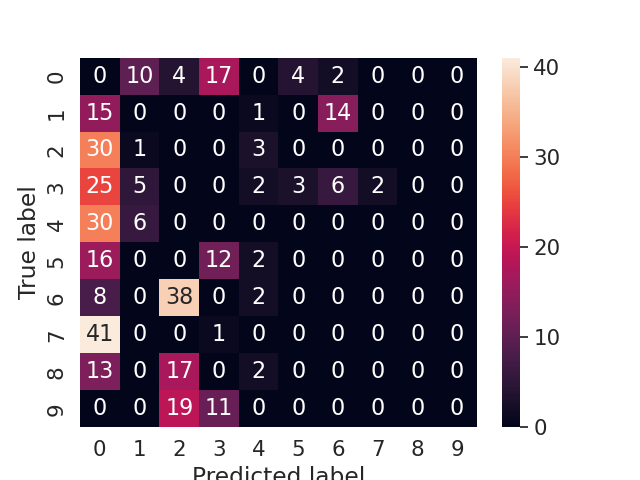 0 0 10 4 17 0 4 2 0 0 0
1 15 0 0 0 1 0 14 0 0 0
2 30 1 0 0 3 0 0 0 0 0
3 25 5 0 0 2 3 6 2 0 0
4 30 6 0 0 0 0 0 0 0 0
5 16 0 0 12 2 0 0 0 0 0
6 8 0 38 0 2 0 0 0 0 0
7 41 0 0 1 0 0 0 0 0 0
8 13 0 17 0 2 0 0 0 0 0
9 0 0 19 11 0 0 0 0 0 0
0 1 2 3 4 5 6 7 8 9
True label
Predicted label
40
30
20
10
0